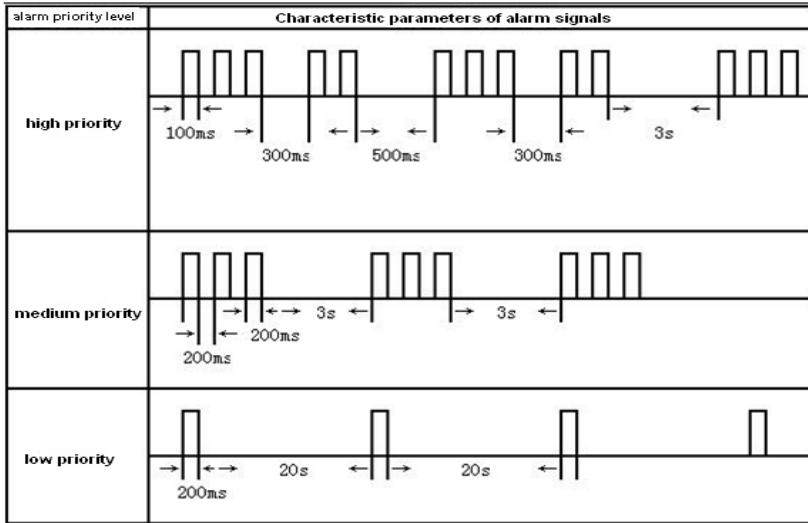 alarm priority level
Characteristic parameters of alarm signals
high priority
100ms
300ms
500ms
300ms
3s
medium priority
3s
3s
200ms
200ms
low priority
20s
20s
200ms